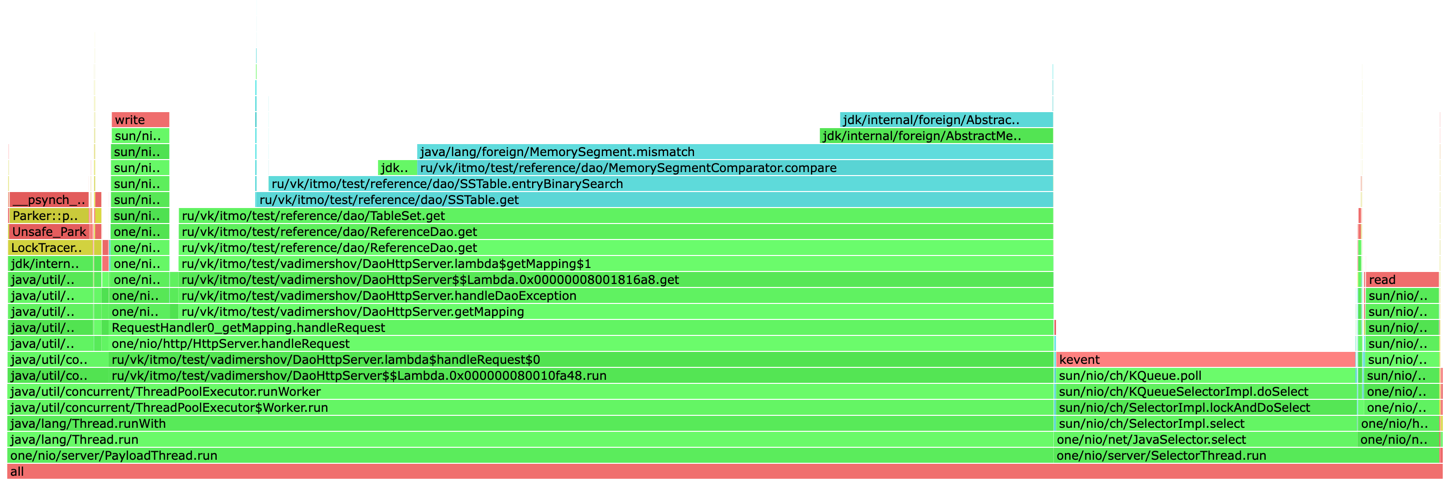 write
jdk/internal/foreign/Abstrac..
sun/ni..
jdk/internal/foreign/AbstractMe..
sun/ni..
java/lang/foreign/MemorySegment.mismatch
sun/ni..
jdk..
ru/vk/itmo/test/reference/dao/MemorySegmentComparator.compare
sun/ni..
ru/vk/itmo/test/reference/dao/SSTable.entryBinarySearch
__psynch_..
sun/ni..
ru/vk/itmo/test/reference/dao/SSTable.get
Parker::p..
sun/ni..
ru/vk/itmo/test/reference/dao/TableSet.get
Unsafe_Park
one/ni..
ru/vk/itmo/test/reference/dao/ReferenceDao.get
LockTracer..
one/ni..
ru/vk/itmo/test/reference/dao/ReferenceDao.get
jdk/intern..
one/ni..
ru/vk/itmo/test/vadimershov/DaoHttpServer.lambda$getMapping$1
java/util/..
one/ni..
ru/vk/itmo/test/vadimershov/DaoHttpServer$$Lambda.0x00000008001816a8.get
read
java/util/..
one/ni..
ru/vk/itmo/test/vadimershov/DaoHttpServer.handleDaoException
sun/nio/..
java/util/..
one/ni..
ru/vk/itmo/test/vadimershov/DaoHttpServer.getMapping
sun/nio/..
java/util/..
RequestHandler0_getMapping.handleRequest
sun/nio/..
java/util/..
one/nio/http/HttpServer.handleRequest
sun/nio/..
java/util/co..
ru/vk/itmo/test/vadimershov/DaoHttpServer.lambda$handleRequest$0
kevent
sun/nio/..
java/util/co..
ru/vk/itmo/test/vadimershov/DaoHttpServer$$Lambda.0x000000080010fa48.run
sun/nio/ch/KQueue.poll
sun/nio/..
java/util/concurrent/ThreadPoolExecutor.runWorker
sun/nio/ch/KQueueSelectorImpl.doSelect
one/nio/..
java/util/concurrent/ThreadPoolExecutor$Worker.run
sun/nio/ch/SelectorImpl.lockAndDoSelect
one/nio/..
java/lang/Thread.runWith
sun/nio/ch/SelectorImpl.select
one/nio/h..
java/lang/Thread.run
one/nio/net/JavaSelector.select
one/nio/n..
one/nio/server/PayloadThread.run
one/nio/server/SelectorThread.run
all